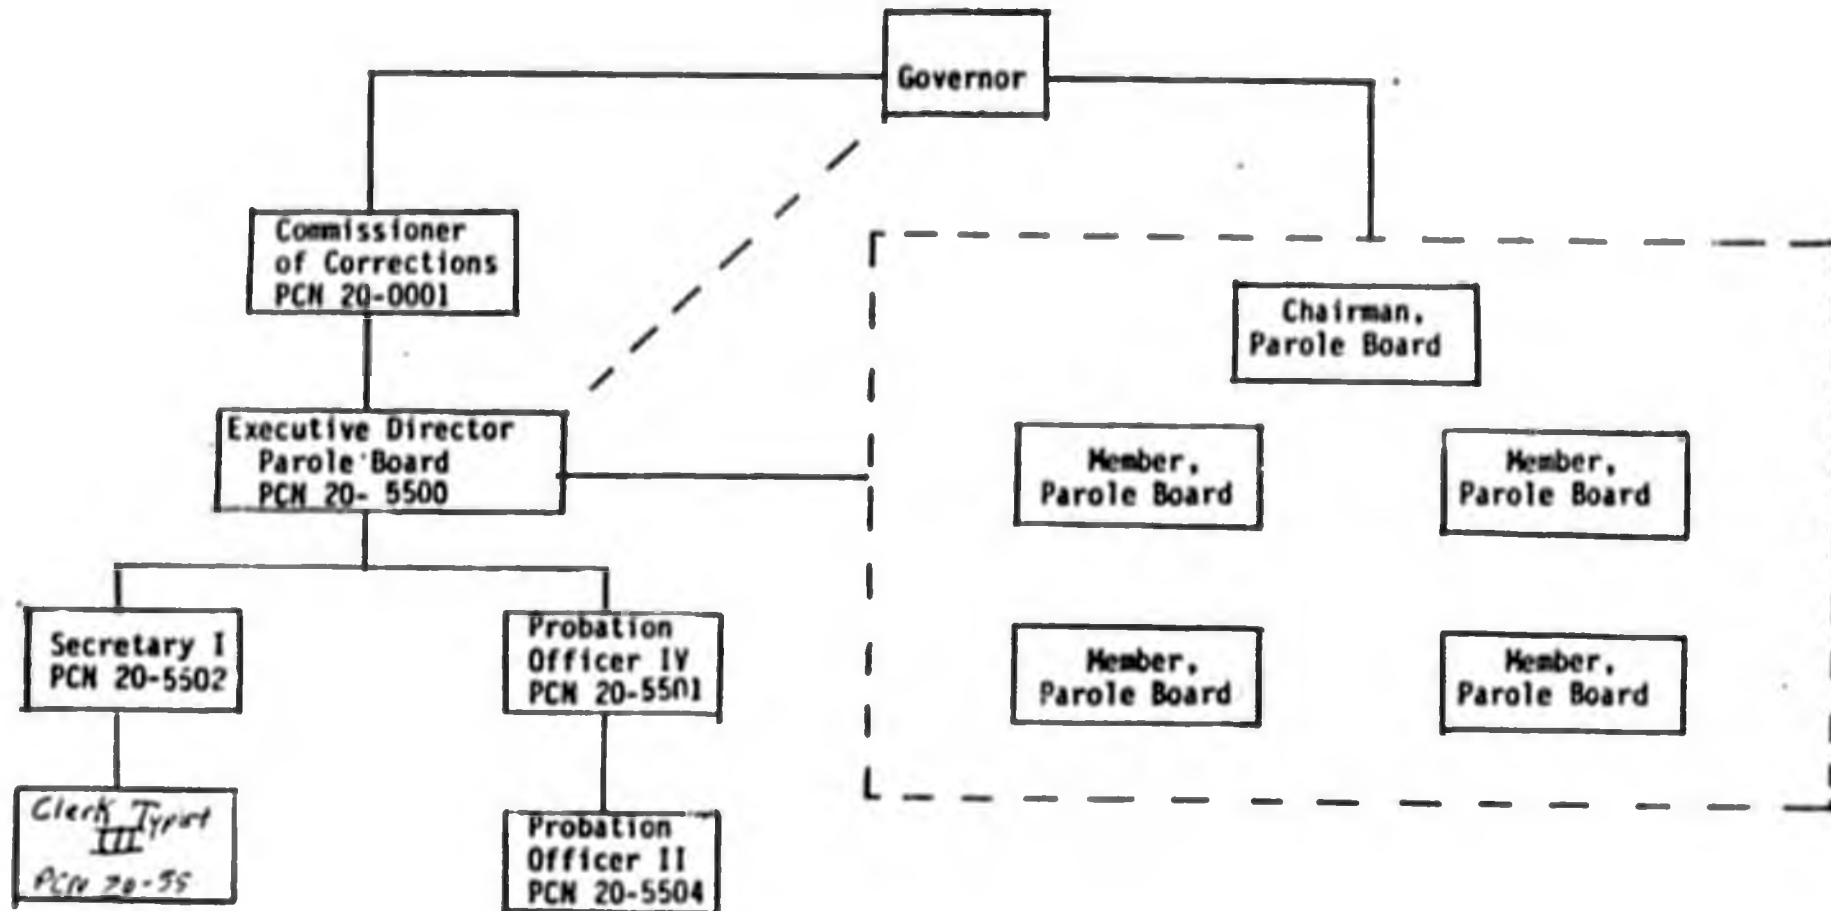 Governor
Commissioner
of Corrections
PCN 20-0001
Chairman,
Parole Board
Executive Director
Parole Board
PCN 20- 5500
Member,
Parole Board
Member,
Parole Board
Secretary I
PCN 20-5502
Probation
Officer IV
PCN 20-5501
Member,
Parole Board
Member,
Parole Board
Clerk Typist
III
PCN 20-55
Probation
Officer II
PCN 20-5504